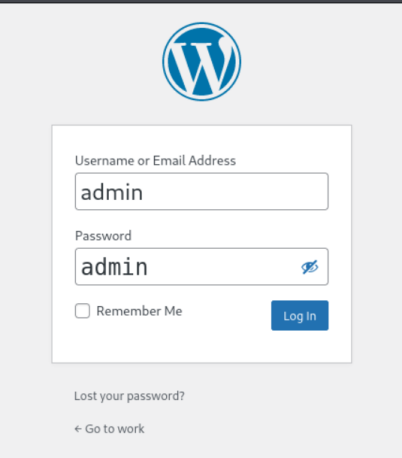 Username or Email Address
admin
Password
admin
Remember Me
Log In
Lost your password?
← Go to work